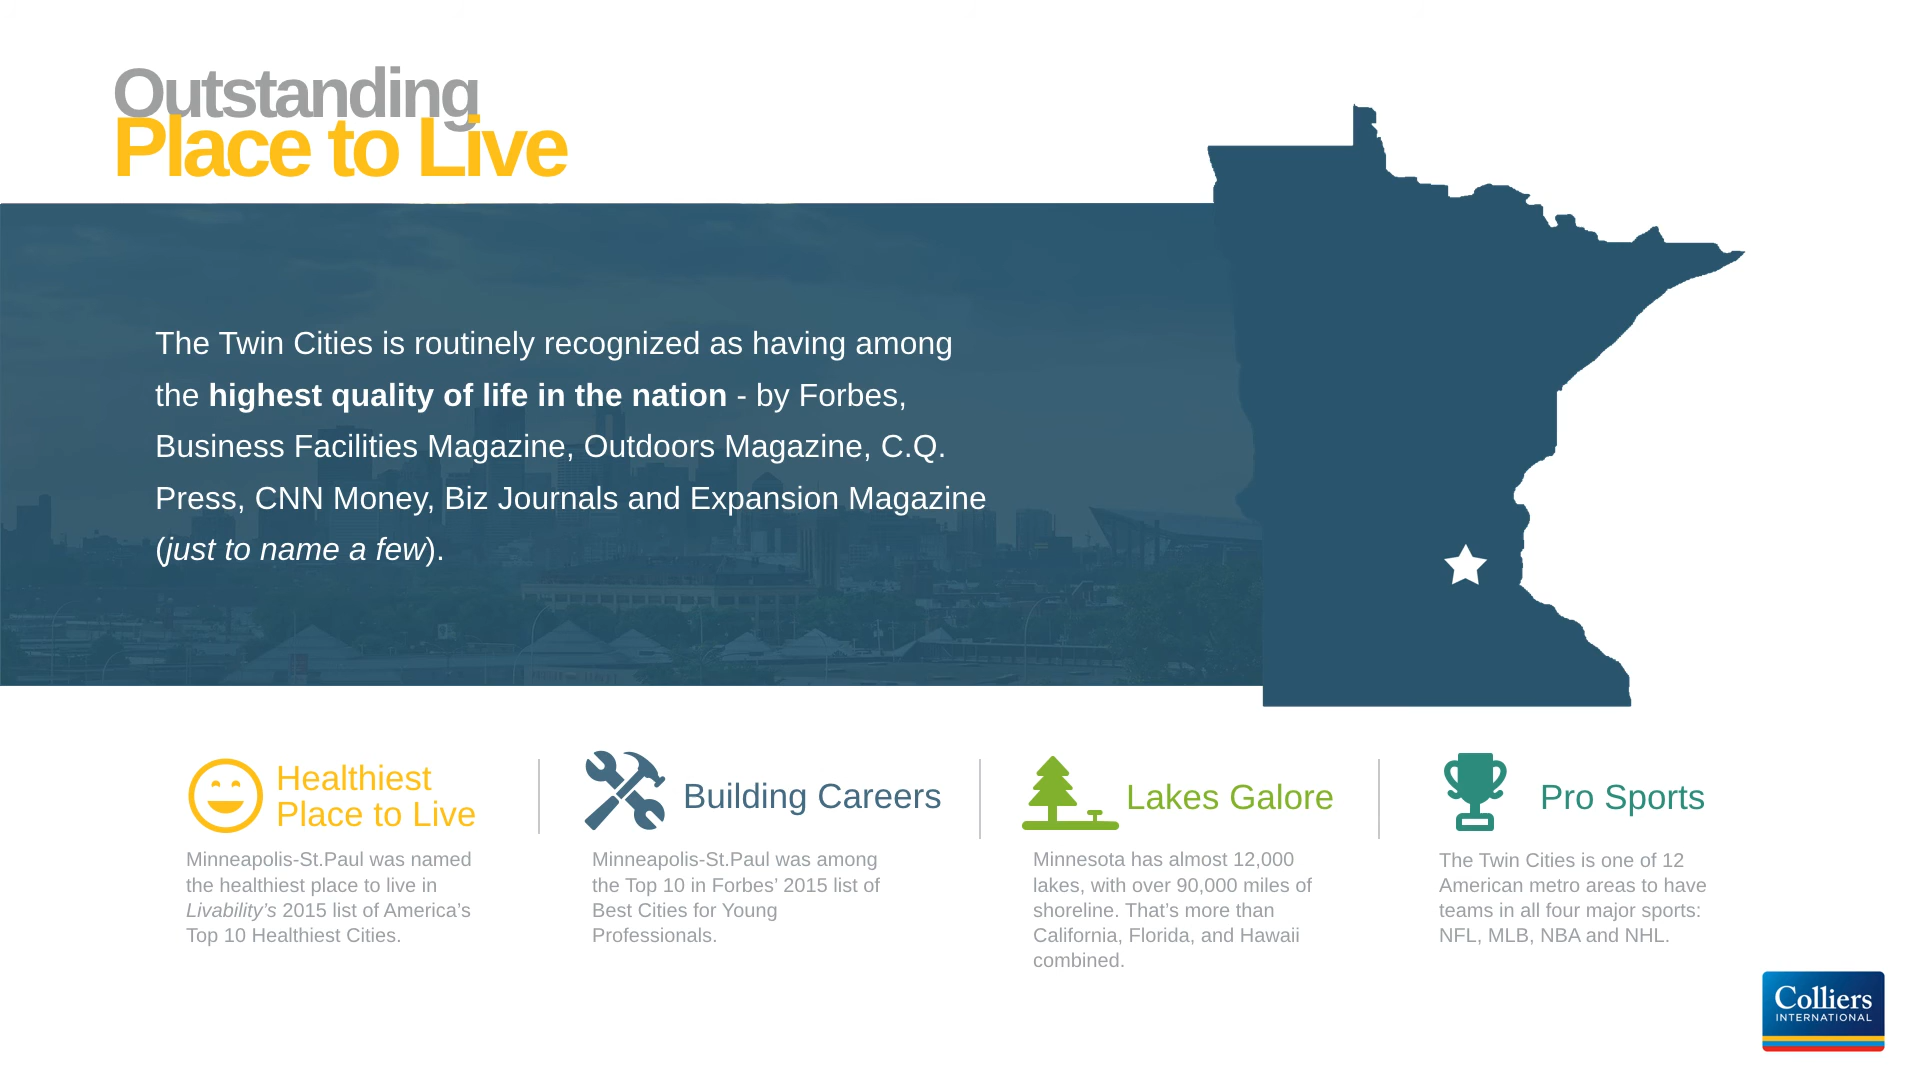 Outstanding
Place to Live
The Twin Cities is routinely recognized as having among
the highest quality of life in the nation - by Forbes,
Business Facilities Magazine, Outdoors Magazine, C.Q.
Press, CNN Money, Biz Journals and Expansion Magazine
(just to name a few).
Healthiest
Place to Live
Minneapolis-St.Paul was named
the healthiest place to live in
Livability’s 2015 list of America’s
Top 10 Healthiest Cities.
Building Careers
Minneapolis-St.Paul was among
the Top 10 in Forbes’ 2015 list of
Best Cities for Young
Professionals.
Lakes Galore
Minnesota has almost 12,000
lakes, with over 90,000 miles of
shoreline. That’s more than
California, Florida, and Hawaii
combined.
Pro Sports
The Twin Cities is one of 12
American metro areas to have
teams in all four major sports:
NFL, MLB, NBA and NHL.
Colliers
INTERNATIONAL